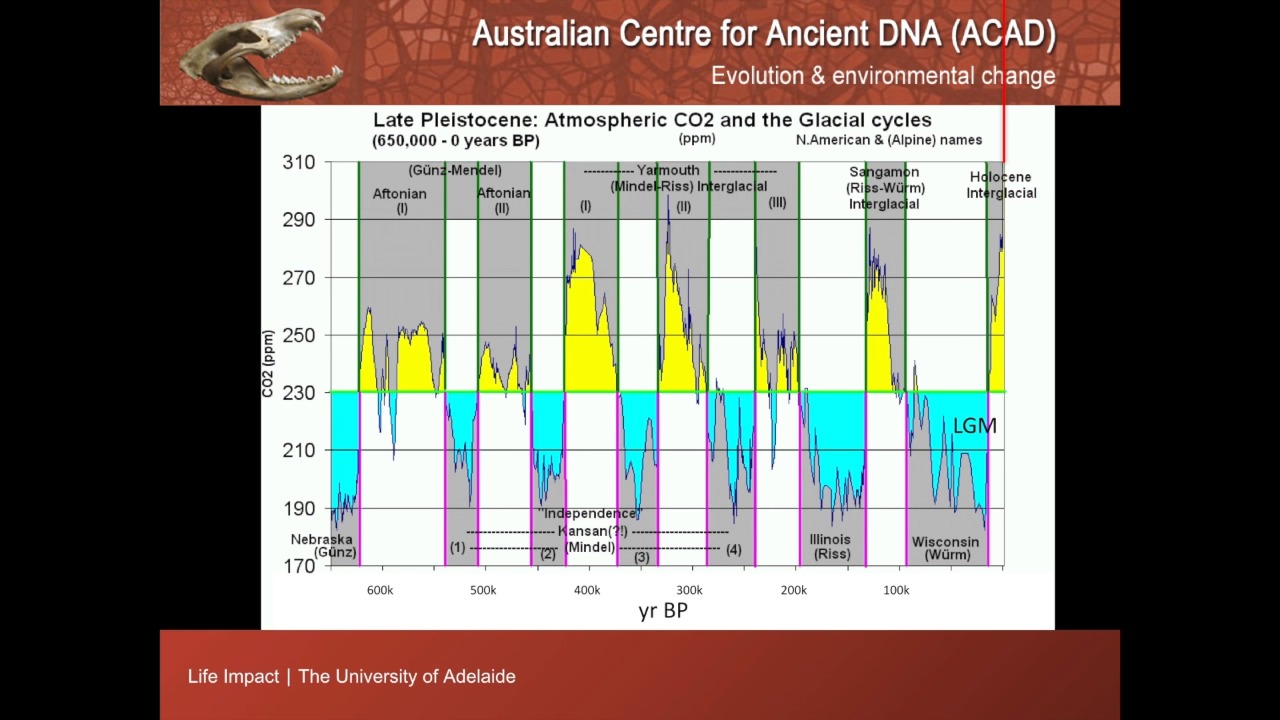 Australian Centre for Ancient DNA (ACAD)
Evolution & environmental change
Late Pleistocene: Atmospheric CO2 and the Glacial cycles
(650,000 - 0 years BP)
(ppm)
N.American & (Alpine) names
310
290
270
250
230
210
190
170
CO2 (ppm)
(Günz-Mendel)
Aftonian
(I)
Aftonian
(II)
Yarmouth
(Mindel-Riss) Interglacial
(I)
(II)
(III)
Sangamon
(Riss-Würm)
Interglacial
Holocene
Interglacial
LGM
Nebraska
(Günz)
"Independence"
Kansan(?!)
(Mindel)
(1)
(2)
(3)
(4)
Illinois
(Riss)
Wisconsin
(Würm)
600k
500k
400k
300k
200k
100k
yr BP
Life Impact | The University of Adelaide